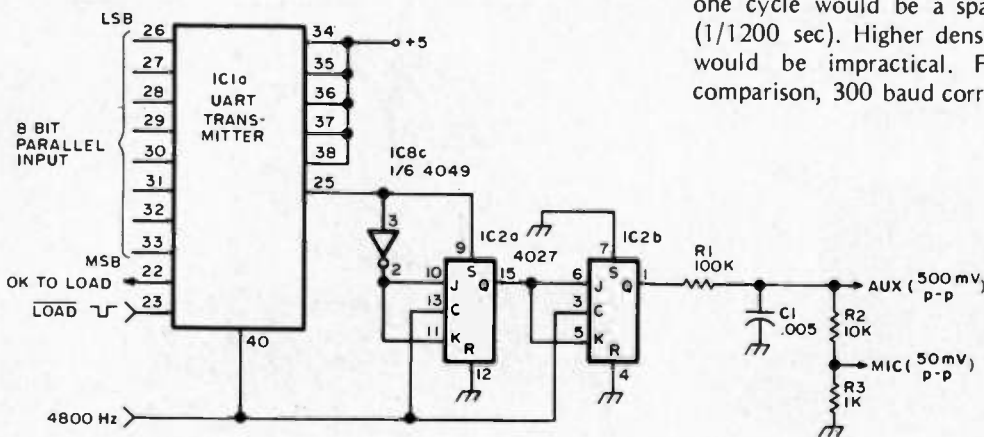 one cycle would be a spa
(1/1200 sec). Higher dens
would be impractical. F
comparison, 300 baud corr
LSB
26
27
28
29
30
31
32
33
MSB
8 BIT
PARALLEL
INPUT
OK TO LOAD
22
LOAD
23
IC1a
UART
TRANS-
MITTER
34
35
36
37
38
25
40
+5
4800 Hz
IC8c
1/6 4049
3
2
IC2a
4027
9
S
10
J
Q
15
13
C
11
K
R
12
IC2b
7
S
6
J
Q
1
3
C
5
K
R
4
R1
100K
C1
.005
AUX (500 mV p-p)
R2
10K
MIC (50 mV p-p)
R3
1K